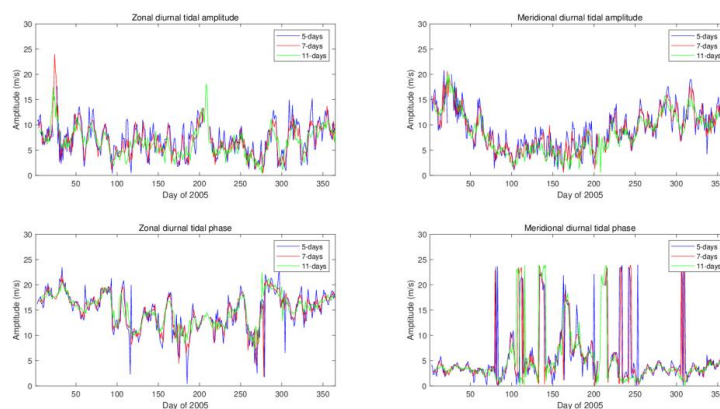 Zonal diurnal tidal amplitude
30
25
20
15
10
5
0
Amplitude (m/s)
5-days
7-days
11-days
50 100 150 200 250 300 350
Day of 2005
Meridional diurnal tidal amplitude
30
25
20
15
10
5
0
Amplitude (m/s)
5-days
7-days
11-days
50 100 150 200 250 300 350
Day of 2005
Zonal diurnal tidal phase
30
25
20
15
10
5
0
Amplitude (m/s)
5-days
7-days
11-days
50 100 150 200 250 300 350
Day of 2005
Meridional diurnal tidal phase
30
25
20
15
10
5
0
Amplitude (m/s)
5-days
7-days
11-days
50 100 150 200 250 300 350
Day of 2005